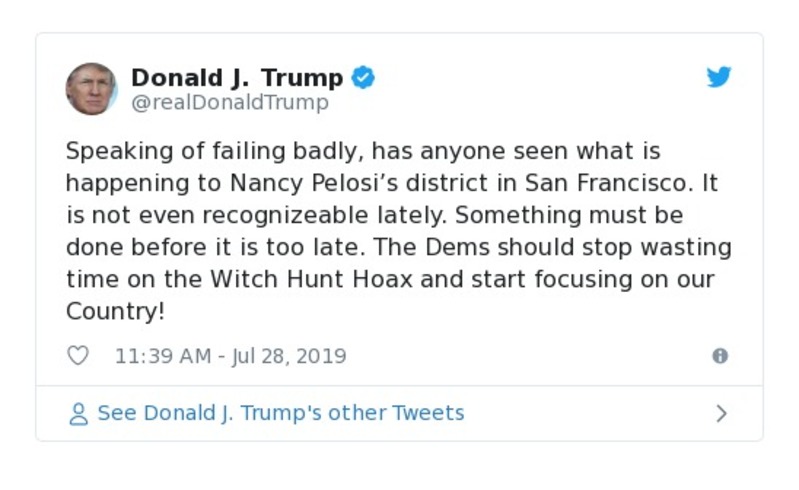 Donald J. Trump
@realDonaldTrump
Speaking of failing badly, has anyone seen what is
happening to Nancy Pelosi’s district in San Francisco. It
is not even recognizeable lately. Something must be
done before it is too late. The Dems should stop wasting
time on the Witch Hunt Hoax and start focusing on our
Country!
11:39 AM - Jul 28, 2019
See Donald J. Trump's other Tweets